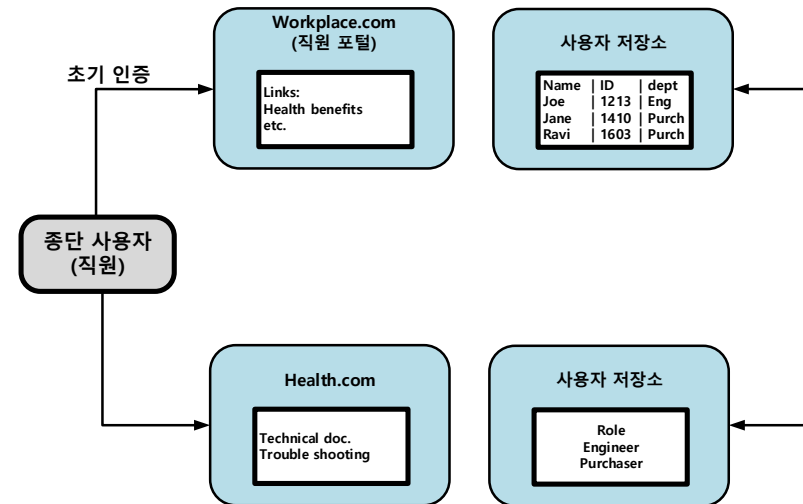 Workplace.com
(직원 포털)
Links:
Health benefits
etc.
사용자 저장소
Name | ID | dept
Joe | 1213 | Eng
Jane | 1410 | Purch
Ravi | 1603 | Purch
초기 인증
종단 사용자
(직원)
Health.com
Technical doc.
Trouble shooting
사용자 저장소
Role
Engineer
Purchaser